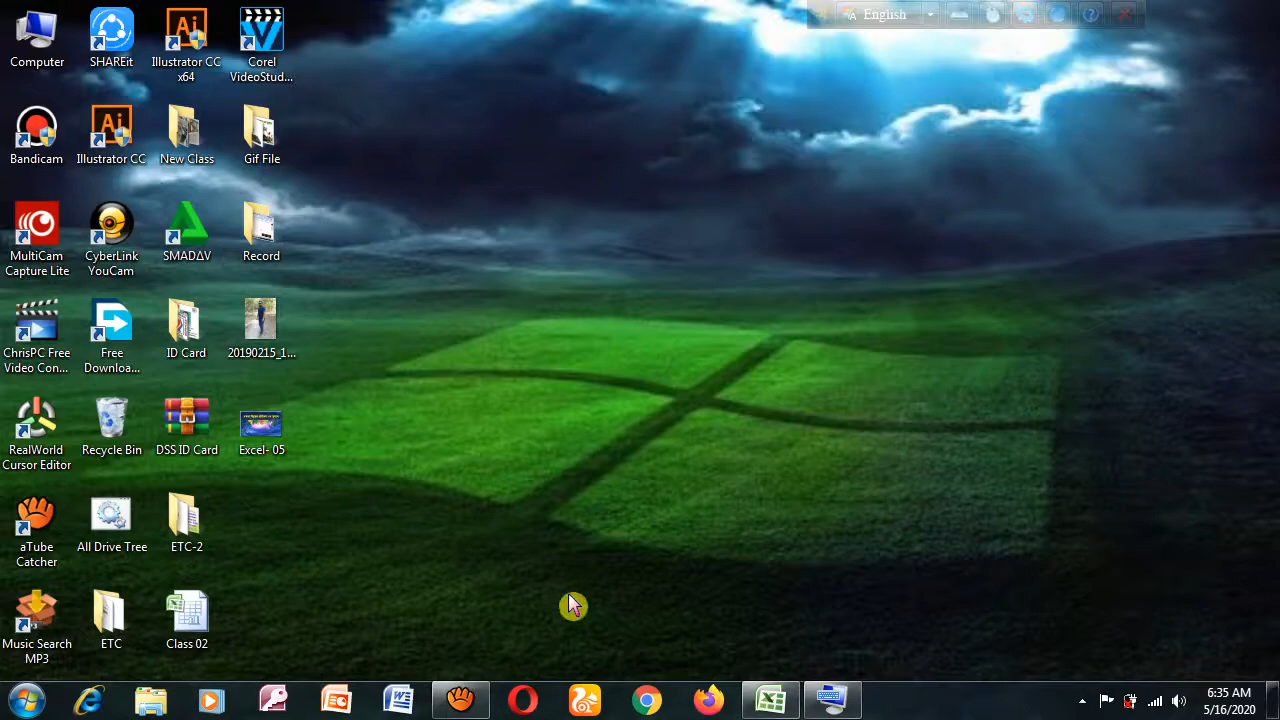 English
Computer
SHAREit
Illustrator CC
x64
Corel
VideoStud...
Bandicam
Illustrator CC
New Class
Gif File
MultiCam
Capture Lite
CyberLink
YouCam
SMADΔV
Record
ChrisPC Free
Video Con...
Free
Downloa...
ID Card
20190215_1...
RealWorld
Cursor Editor
Recycle Bin
DSS ID Card
Excel- 05
aTube
Catcher
All Drive Tree
ETC-2
Music Search
MP3
ETC
Class 02
6:35 AM
5/16/2020